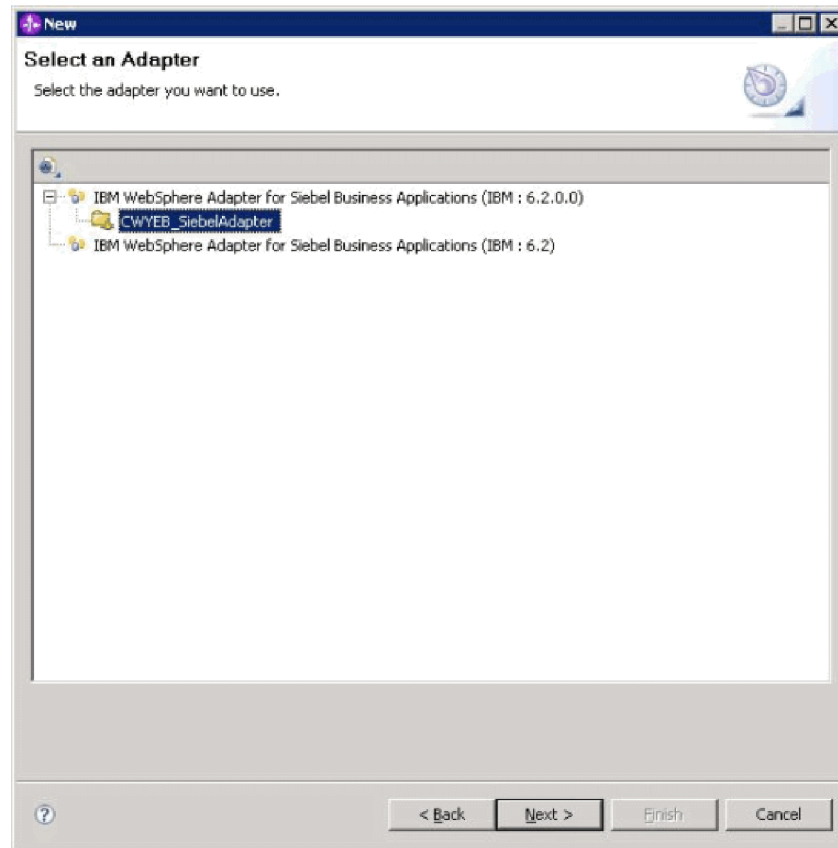 New
Select an Adapter
Select the adapter you want to use.
IBM WebSphere Adapter for Siebel Business Applications (IBM : 6.2.0.0)
CWYEB_SiebelAdapter
IBM WebSphere Adapter for Siebel Business Applications (IBM : 6.2)
?
< Back Next > Finish Cancel